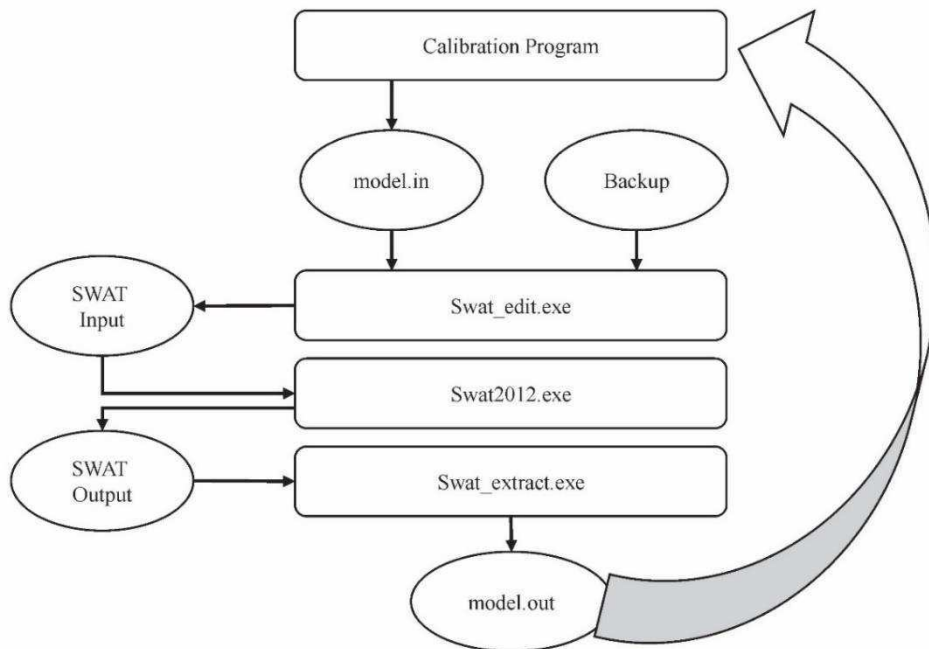 Calibration Program
model.in
Backup
SWAT
Input
Swat_edit.exe
Swat2012.exe
SWAT
Output
Swat_extract.exe
model.out